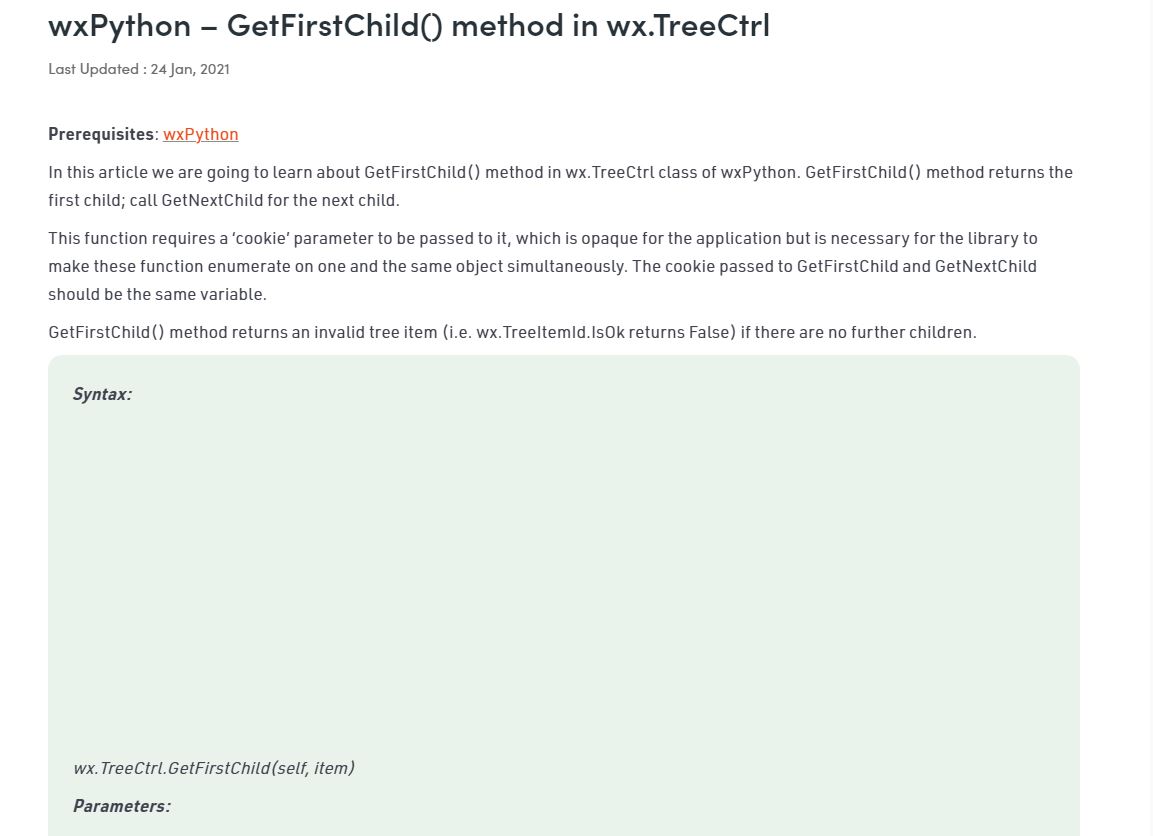 wxPython – GetFirstChild() method in wx.TreeCtrl
Last Updated : 24 Jan, 2021
Prerequisites: wxPython
In this article we are going to learn about GetFirstChild() method in wx.TreeCtrl class of wxPython. GetFirstChild() method returns the
first child; call GetNextChild for the next child.
This function requires a ‘cookie’ parameter to be passed to it, which is opaque for the application but is necessary for the library to
make these function enumerate on one and the same object simultaneously. The cookie passed to GetFirstChild and GetNextChild
should be the same variable.
GetFirstChild() method returns an invalid tree item (i.e. wx.TreeItemId.IsOk returns False) if there are no further children.
Syntax:
wx.TreeCtrl.GetFirstChild(self, item)
Parameters: